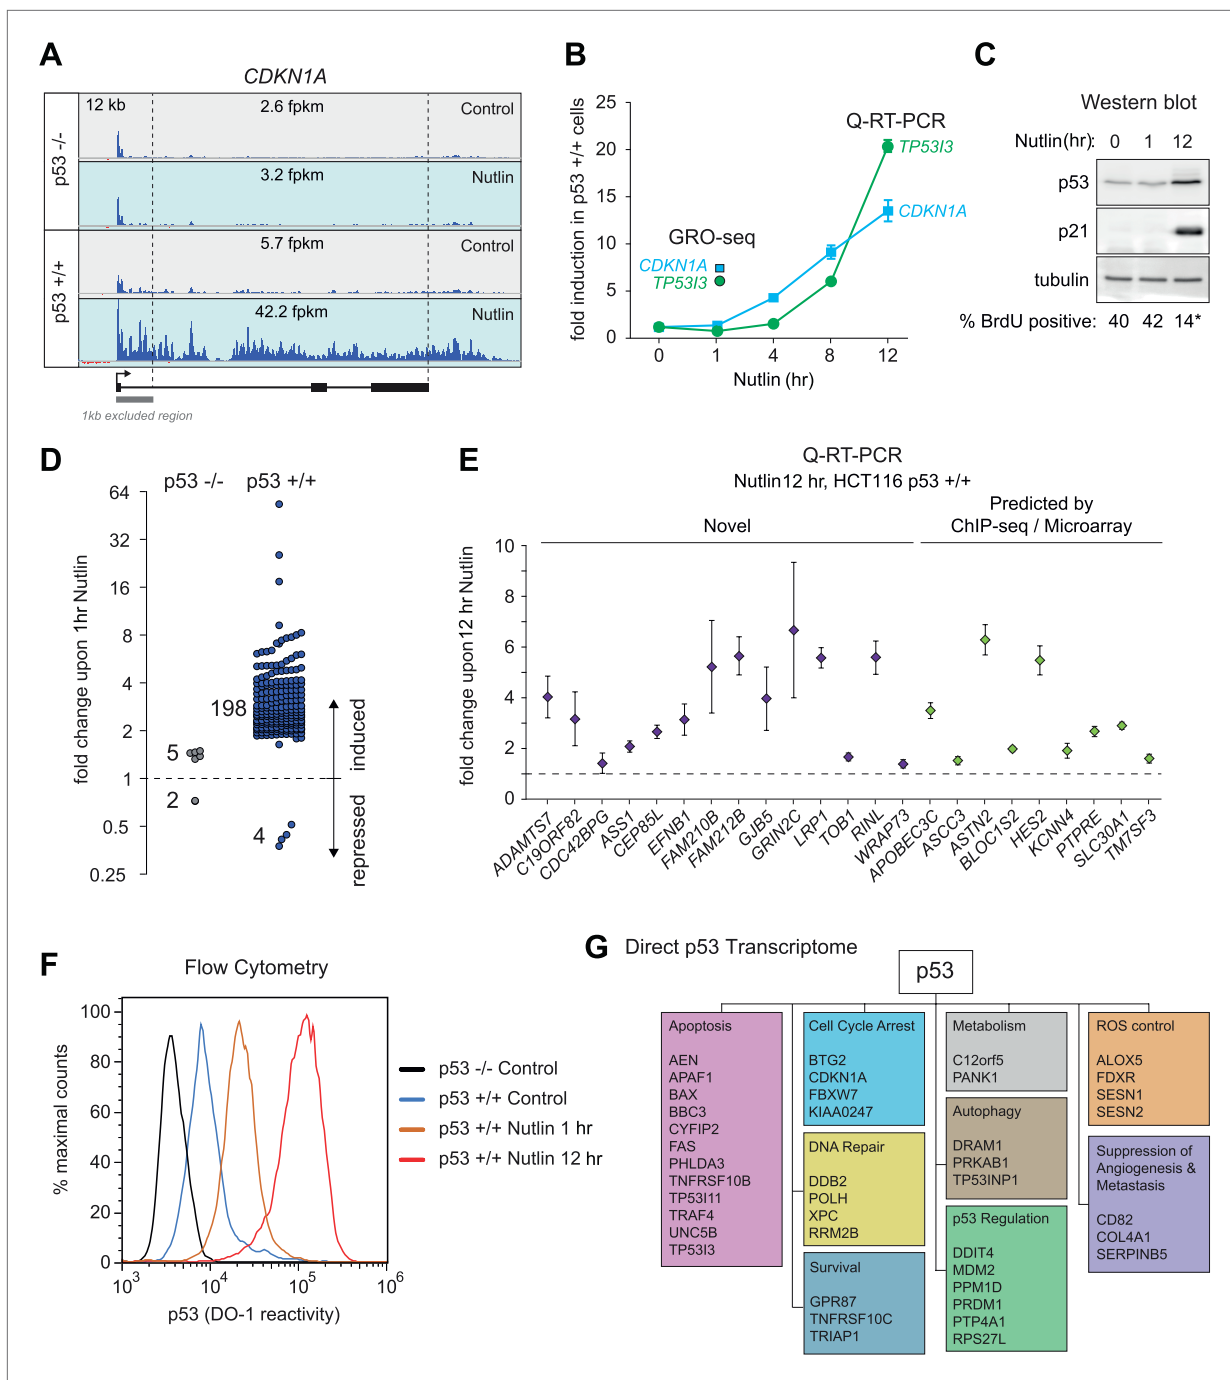 A
CDKN1A
p53 -/-
p53 +/+
12 kb
2.6 fpkm
Control
3.2 fpkm
Nutlin
5.7 fpkm
Control
42.2 fpkm
Nutlin
1kb excluded region
B
fold induction in p53 +/+ cells
25
20
15
10
5
0
Q-RT-PCR
TP53I3
CDKN1A
GRO-seq
CDKN1A
TP53I3
0
1
4
8
12
Nutlin (hr)
C
Western blot
Nutlin(hr): 0 1 12
p53
p21
tubulin
% BrdU positive: 40 42 14*
D
p53 -/- p53 +/+
fold change upon 1hr Nutlin
64
32
16
8
4
2
1
0.5
0.25
198
5
2
4
induced
repressed
E
Q-RT-PCR
Nutlin12 hr, HCT116 p53 +/+
Novel
Predicted by
ChIP-seq / Microarray
fold change upon12 hr Nutlin
10
8
6
4
2
0
ADAMTS7
C19ORF82
CDC42BPG
ASS1
CEP85L
EFNB1
FAM210B
FAM212B
GJB5
GRIN2C
LRP1
TOB1
RINL
WRAP73
APOBEC3C
ASCC3
ASTN2
BLOC1S2
HES2
KCNN4
PTPRE
SLC30A1
TM7SF3
F
Flow Cytometry
% maximal counts
100
80
60
40
20
0
10³
10⁴
10⁵
10⁶
p53 (DO-1 reactivity)
p53 -/- Control
p53 +/+ Control
p53 +/+ Nutlin 1 hr
p53 +/+ Nutlin 12 hr
G
Direct p53 Transcriptome
p53
Apoptosis
AEN
APAF1
BAX
BBC3
CYFIP2
FAS
PHLDA3
TNFRSF10B
TP53I11
TRAF4
UNC5B
TP53I3
Cell Cycle Arrest
BTG2
CDKN1A
FBXW7
KIAA0247
DNA Repair
DDB2
POLH
XPC
RRM2B
Survival
GPR87
TNFRSF10C
TRIAP1
Metabolism
C12orf5
PANK1
Autophagy
DRAM1
PRKAB1
TP53INP1
p53 Regulation
DDIT4
MDM2
PPM1D
PRDM1
PTP4A1
RPS27L
ROS control
ALOX5
FDXR
SESN1
SESN2
Suppression of
Angiogenesis &
Metastasis
CD82
COL4A1
SERPINB5